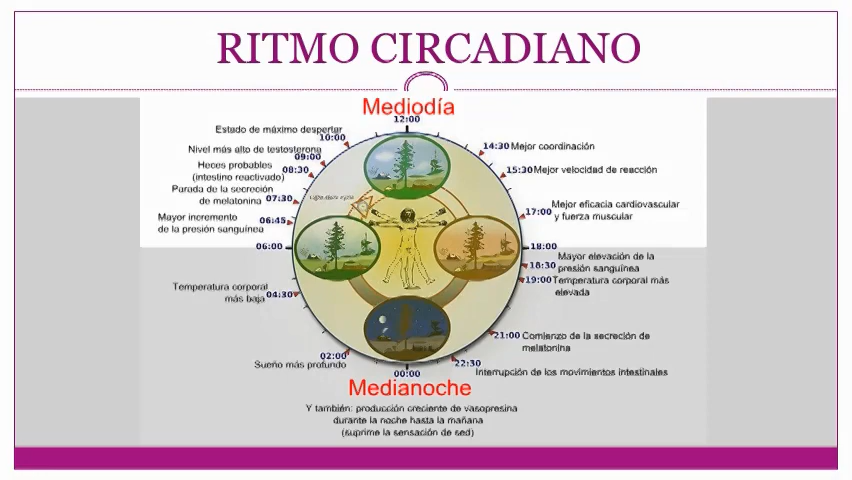 RITMO CIRCADIANO
Mediodía
12:00
Estado de máximo despertar
10:00
Nivel más alto de testosterona
09:00
Heces probables
(intestino reactivado)
08:30
Parada de la secreción
de melatonina
07:30
Mayor incremento
de la presión sanguínea
06:45
06:00
Temperatura corporal
más baja
04:30
02:00
Sueño más profundo
14:30 Mejor coordinación
15:30 Mejor velocidad de reacción
17:00
Mejor eficacia cardiovascular
y fuerza muscular
18:00
18:30
Mayor elevación de la
presión sanguínea
19:00 Temperatura corporal más
elevada
21:00 Comienzo de la secreción de
melatonina
22:30
Interrupción de los movimientos intestinales
00:00
Medianoche
Y también: producción creciente de vasopresina
durante la noche hasta la mañana
(suprime la sensación de sed)